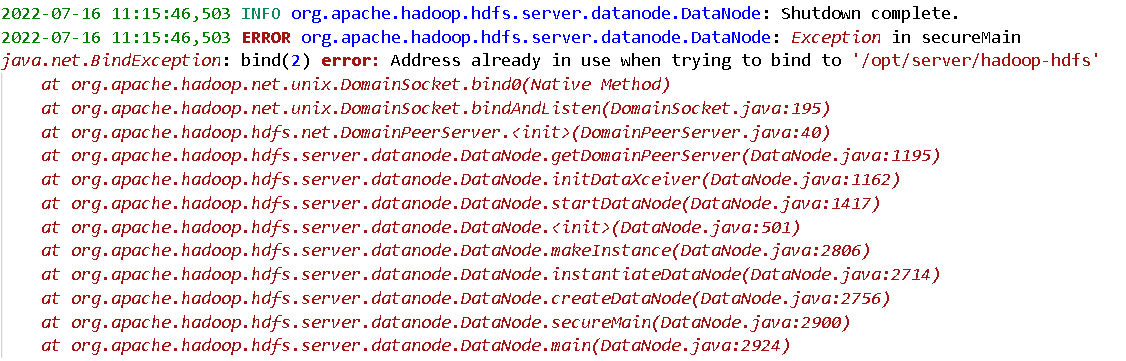 2022-07-16 11:15:46,503 INFO org.apache.hadoop.hdfs.server.datanode.DataNode: Shutdown complete.
2022-07-16 11:15:46,503 ERROR org.apache.hadoop.hdfs.server.datanode.DataNode: Exception in secureMain
java.net.BindException: bind(2) error: Address already in use when trying to bind to '/opt/server/hadoop-hdfs'
at org.apache.hadoop.net.unix.DomainSocket.bind0(Native Method)
at org.apache.hadoop.net.unix.DomainSocket.bindAndListen(DomainSocket.java:195)
at org.apache.hadoop.hdfs.net.DomainPeerServer.<init>(DomainPeerServer.java:40)
at org.apache.hadoop.hdfs.server.datanode.DataNode.getDomainPeerServer(DataNode.java:1195)
at org.apache.hadoop.hdfs.server.datanode.DataNode.initDataXceiver(DataNode.java:1162)
at org.apache.hadoop.hdfs.server.datanode.DataNode.startDataNode(DataNode.java:1417)
at org.apache.hadoop.hdfs.server.datanode.DataNode.<init>(DataNode.java:501)
at org.apache.hadoop.hdfs.server.datanode.DataNode.makeInstance(DataNode.java:2806)
at org.apache.hadoop.hdfs.server.datanode.DataNode.instantiateDataNode(DataNode.java:2714)
at org.apache.hadoop.hdfs.server.datanode.DataNode.createDataNode(DataNode.java:2756)
at org.apache.hadoop.hdfs.server.datanode.DataNode.secureMain(DataNode.java:2900)
at org.apache.hadoop.hdfs.server.datanode.DataNode.main(DataNode.java:2924)